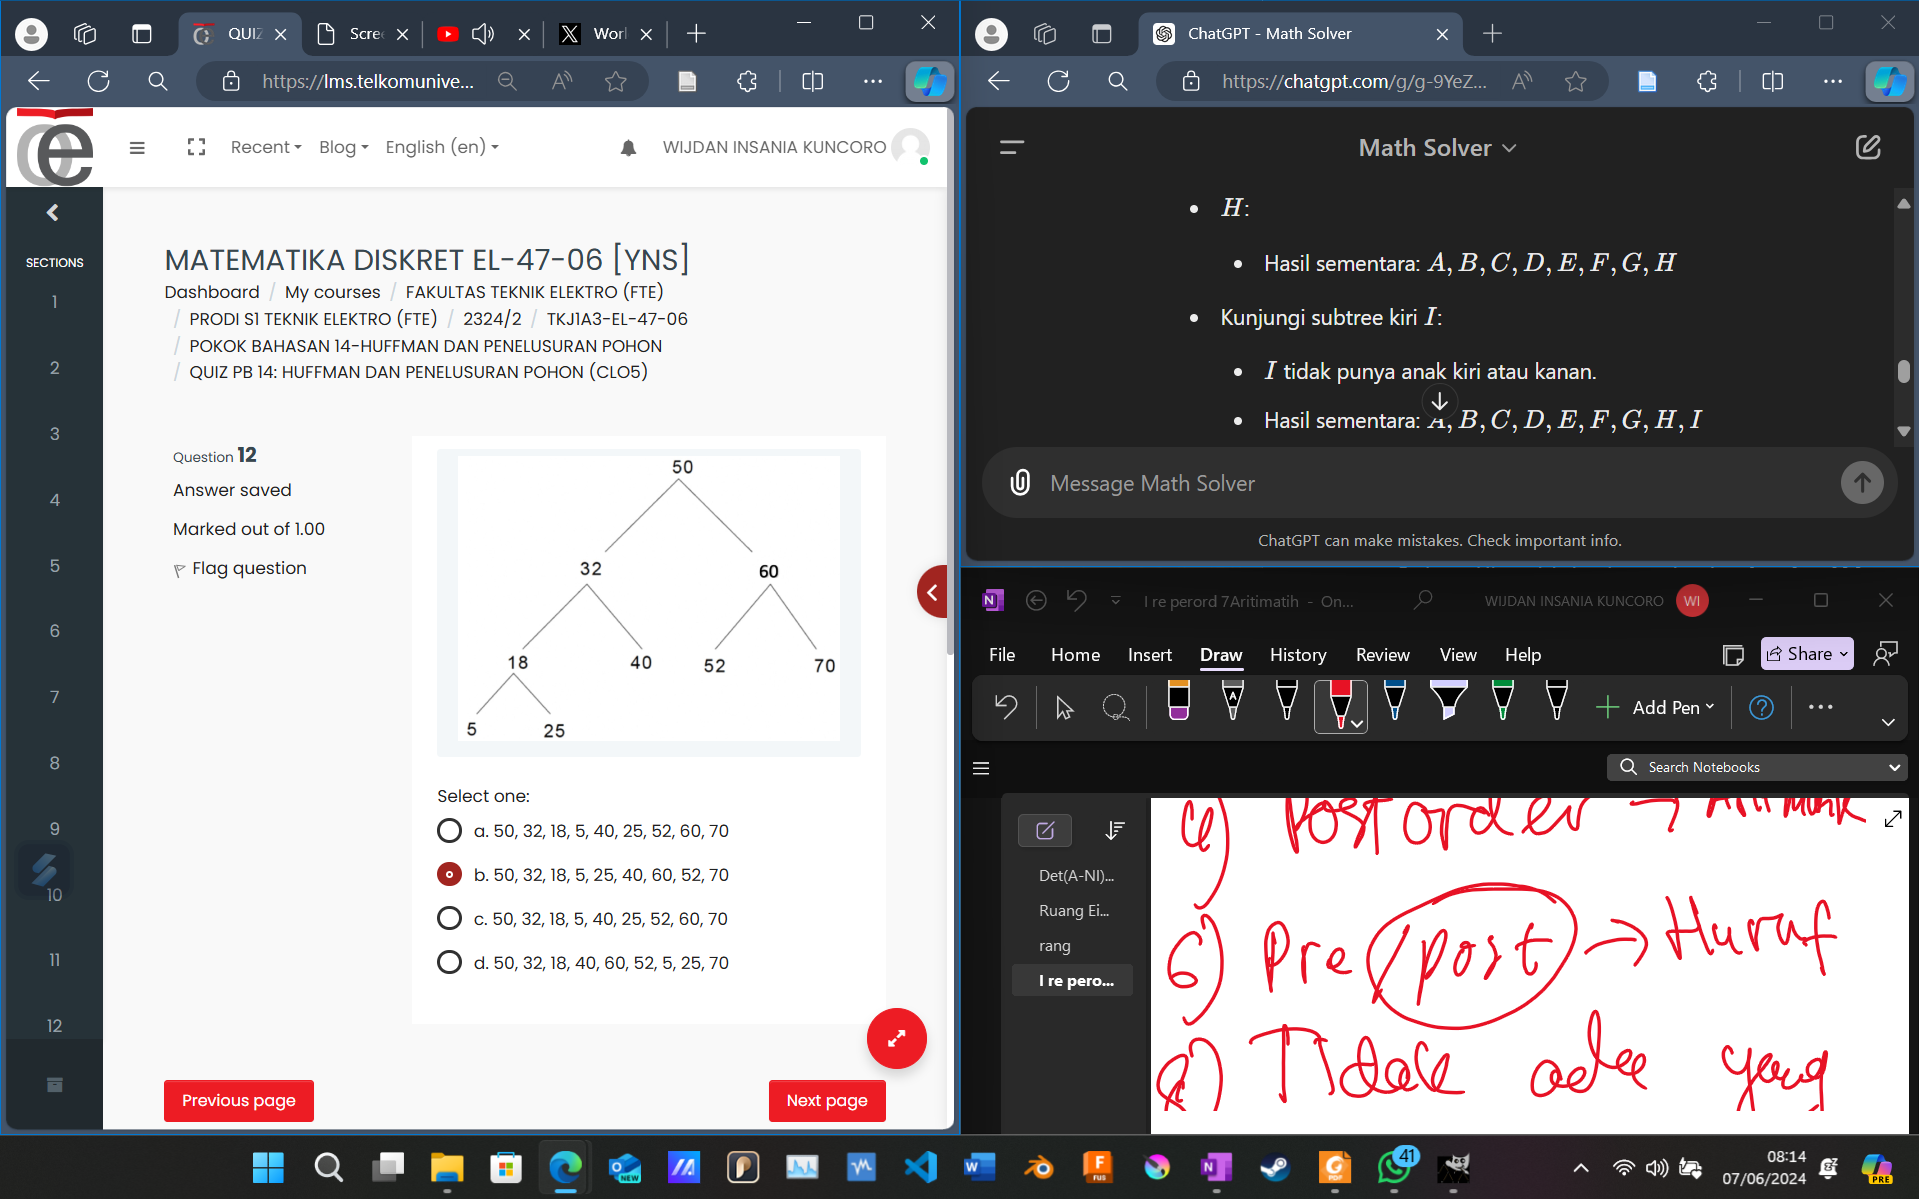 QUIZ
Scre
Worl
https://lms.telkomunive...
Recent
Blog
English (en)
WIJDAN INSANIA KUNCORO
SECTIONS
1
2
3
4
5
6
7
8
9
10
11
12
MATEMATIKA DISKRET EL-47-06 [YNS]
Dashboard / My courses / FAKULTAS TEKNIK ELEKTRO (FTE)
/ PRODI S1 TEKNIK ELEKTRO (FTE) / 2324/2 / TKJ1A3-EL-47-06
/ POKOK BAHASAN 14-HUFFMAN DAN PENELUSURAN POHON
/ QUIZ PB 14: HUFFMAN DAN PENELUSURAN POHON (CLO5)
Question 12
Answer saved
Marked out of 1.00
Flag question
50
32
60
18
40
52
70
5
25
Select one:
a. 50, 32, 18, 5, 40, 25, 52, 60, 70
b. 50, 32, 18, 5, 25, 40, 60, 52, 70
c. 50, 32, 18, 5, 40, 25, 52, 60, 70
d. 50, 32, 18, 40, 60, 52, 5, 25, 70
Previous page
Next page
ChatGPT - Math Solver
https://chatgpt.com/g/g-9YeZ...
Math Solver
• H:
• Hasil sementara: A, B, C, D, E, F, G, H
• Kunjungi subtree kiri I:
• I tidak punya anak kiri atau kanan.
• Hasil sementara: A, B, C, D, E, F, G, H, I
Message Math Solver
ChatGPT can make mistakes. Check important info.
I re perord 7Aritimatih - On...
WIJDAN INSANIA KUNCORO
WI
File Home Insert Draw History Review View Help
Share
Add Pen
Search Notebooks
Det(A-NI)...
Ruang Ei...
rang
I re pero...
Post order →
6) Pre/post → Huruf
Tidak ada yang
NEW
FUS
41
08:14
07/06/2024
PRE